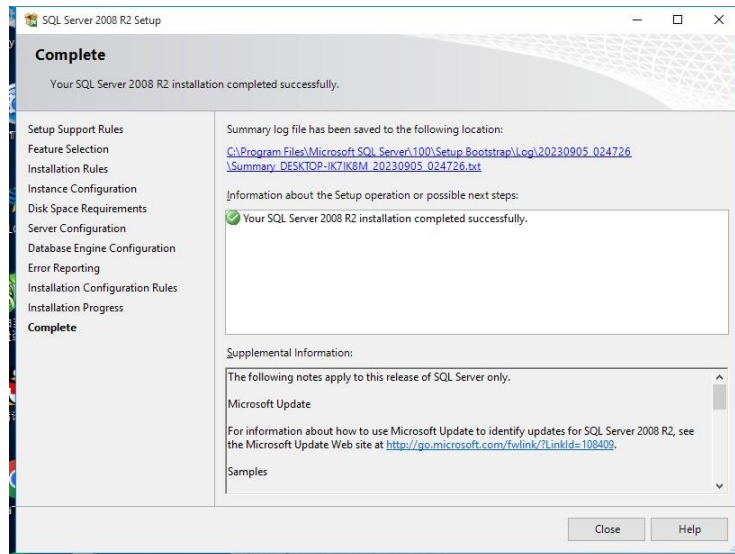 SQL Server 2008 R2 Setup
Complete
Your SQL Server 2008 R2 installation completed successfully.
Setup Support Rules
Feature Selection
Installation Rules
Instance Configuration
Disk Space Requirements
Server Configuration
Database Engine Configuration
Error Reporting
Installation Configuration Rules
Installation Progress
Complete
Summary log file has been saved to the following location:
C:\Program Files\Microsoft SQL Server\100\Setup Bootstrap\Log\20230905_024726
\Summary_DESKTOP-IK7IK8M_20230905_024726.txt
Information about the Setup operation or possible next steps:
Your SQL Server 2008 R2 installation completed successfully.
Supplemental Information:
The following notes apply to this release of SQL Server only.
Microsoft Update
For information about how to use Microsoft Update to identify updates for SQL Server 2008 R2, see
the Microsoft Update Web site at http://go.microsoft.com/fwlink/?LinkId=108409.
Samples
Close
Help